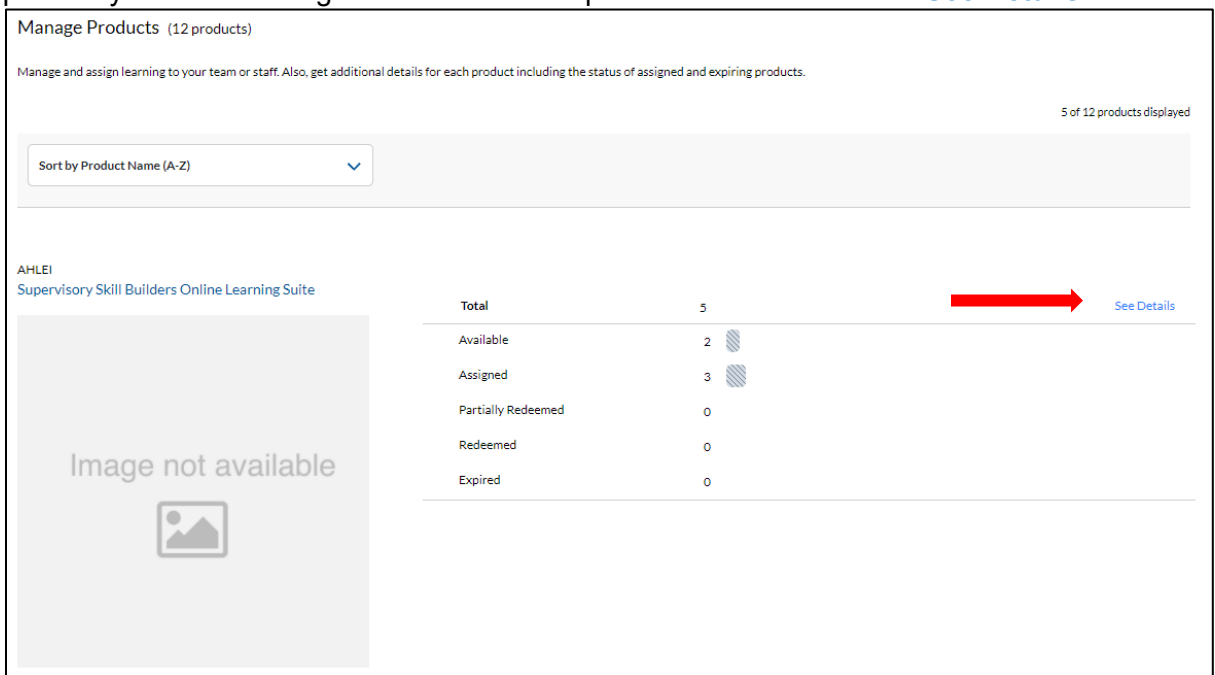 Manage Products (12 products)
Manage and assign learning to your team or staff. Also, get additional details for each product including the status of assigned and expiring products.
5 of 12 products displayed
Sort by Product Name (A-Z)
AHLEI
Supervisory Skill Builders Online Learning Suite
Total 5 See Details
Available 2
Assigned 3
Partially Redeemed 0
Redeemed 0
Expired 0
Image not available